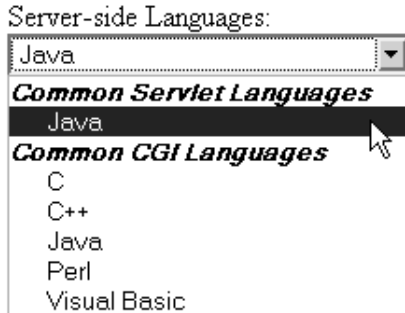 Server-side Languages:
Java
Common Servlet Languages
Java
Common CGI Languages
C
C++
Java
Perl
Visual Basic